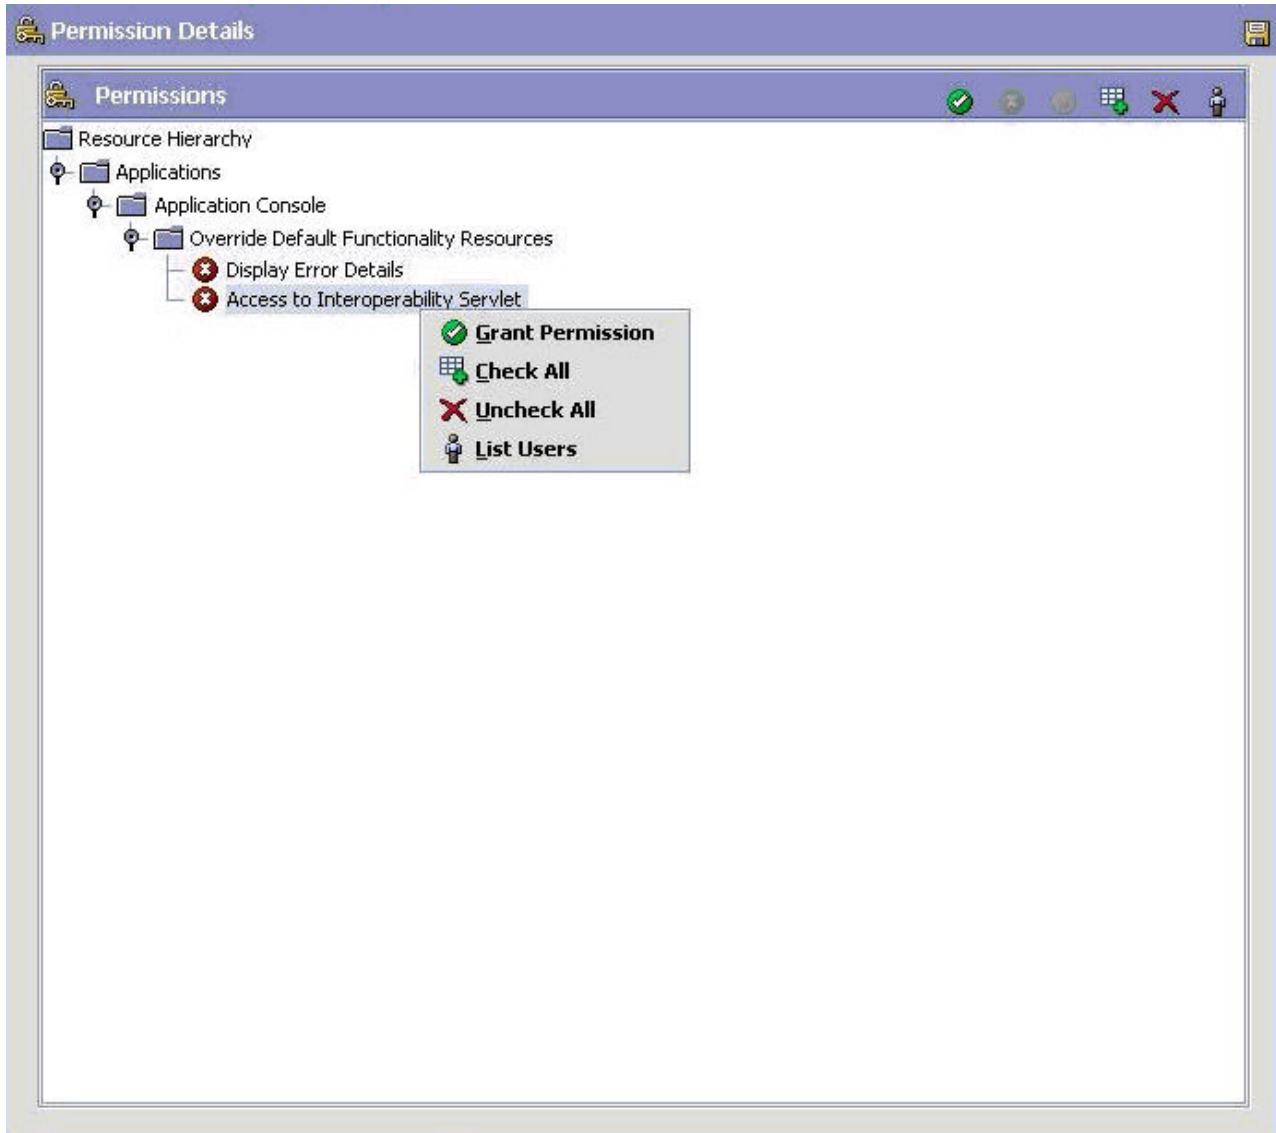 Permission Details
Permissions
Resource Hierarchy
Applications
Application Console
Override Default Functionality Resources
Display Error Details
Access to Interoperability Servlet
Grant Permission
Check All
Uncheck All
List Users